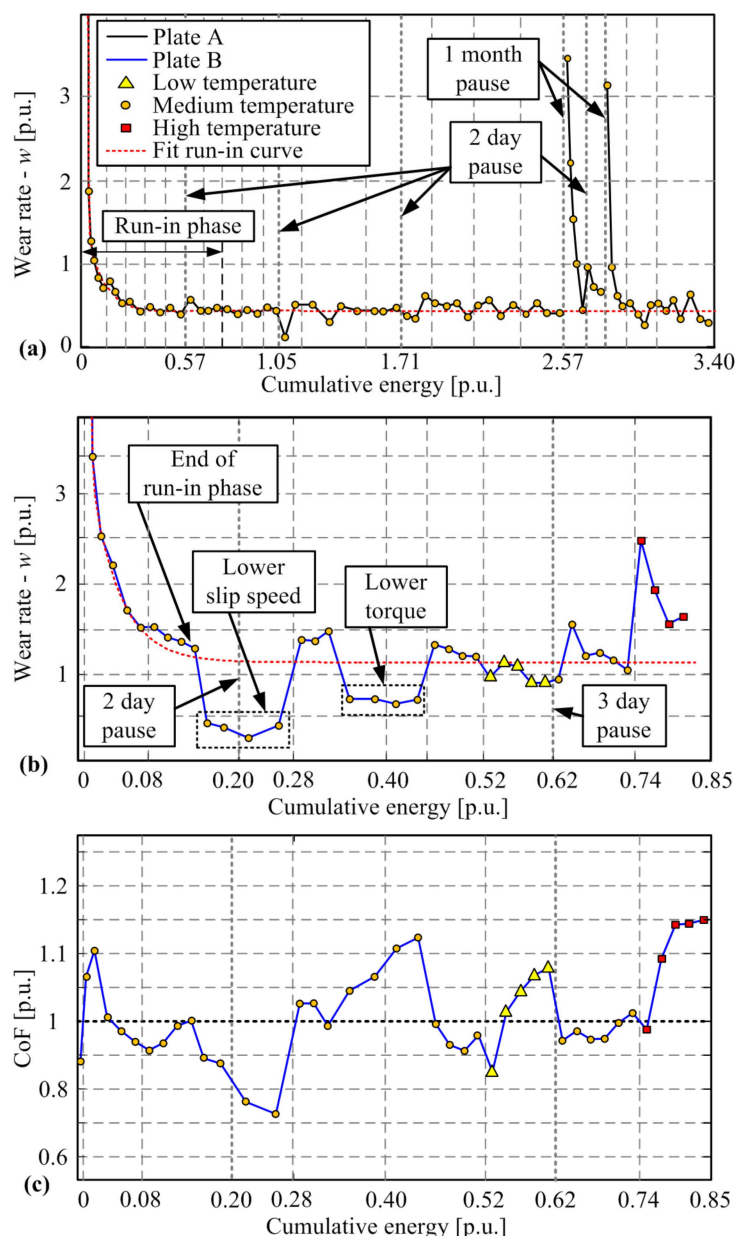 Plate A
Plate B
Low temperature
Medium temperature
High temperature
Fit run-in curve
Run-in phase
1 month
pause
2 day
pause
Wear rate - w [p.u.]
3
2
1
0
0 0.57 1.05 1.71 2.57 3.40
Cumulative energy [p.u.]
(a)
End of
run-in phase
Lower
slip speed
Lower
torque
2 day
pause
3 day
pause
Wear rate - w [p.u.]
3
2
1
0 0.08 0.20 0.28 0.40 0.52 0.62 0.74 0.85
Cumulative energy [p.u.]
(b)
CoF [p.u.]
1.2
1.1
1
0.8
0.6
0 0.08 0.20 0.28 0.40 0.52 0.62 0.74 0.85
Cumulative energy [p.u.]
(c)